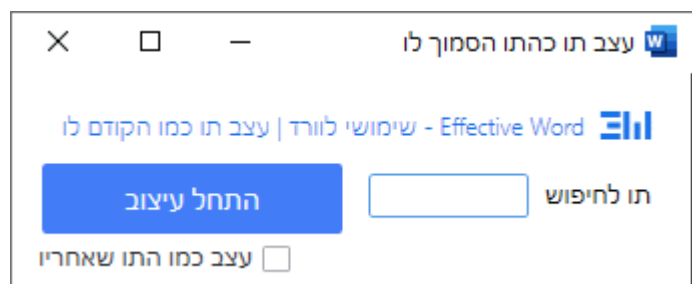 עצב תו כהתו הסמוך לו
Effective Word - שימושי לוורד | עצב תו כמו הקודם לו
תו לחיפוש
התחל עיצוב
עצב כמו התו שאחריו